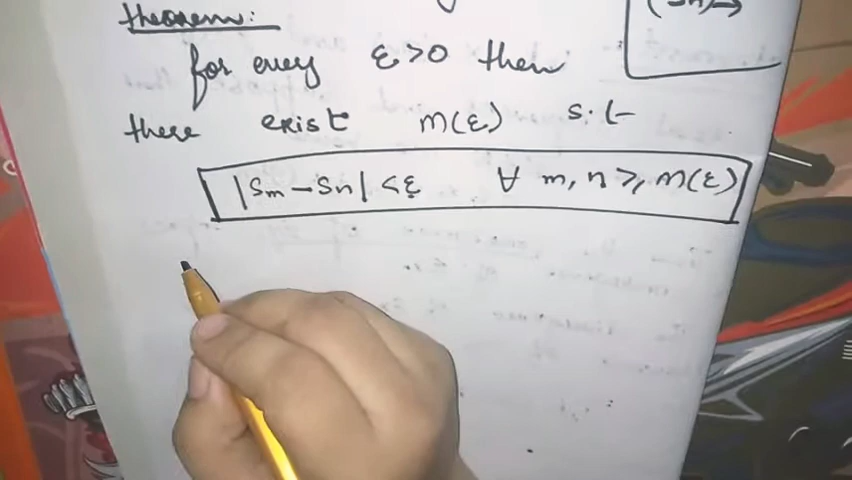 theorem:
for every ε>0 then
there exist m(ε) s.t
|Sm-Sn| <ε ∀ m, n ≥, m(ε)